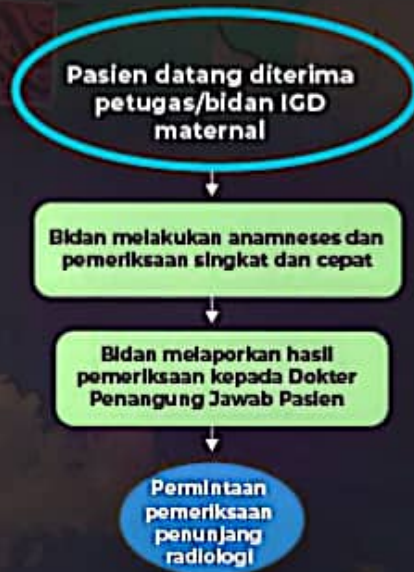 Pasien datang diterima
petugas/bidan IGD
maternal
Bidan melakukan anamneses dan
pemeriksaan singkat dan cepat
Bidan melaporkan hasil
pemeriksaan kepada Dokter
Penangung Jawab Pasien
Permintaan
pemeriksaan
penunjang
radiologi